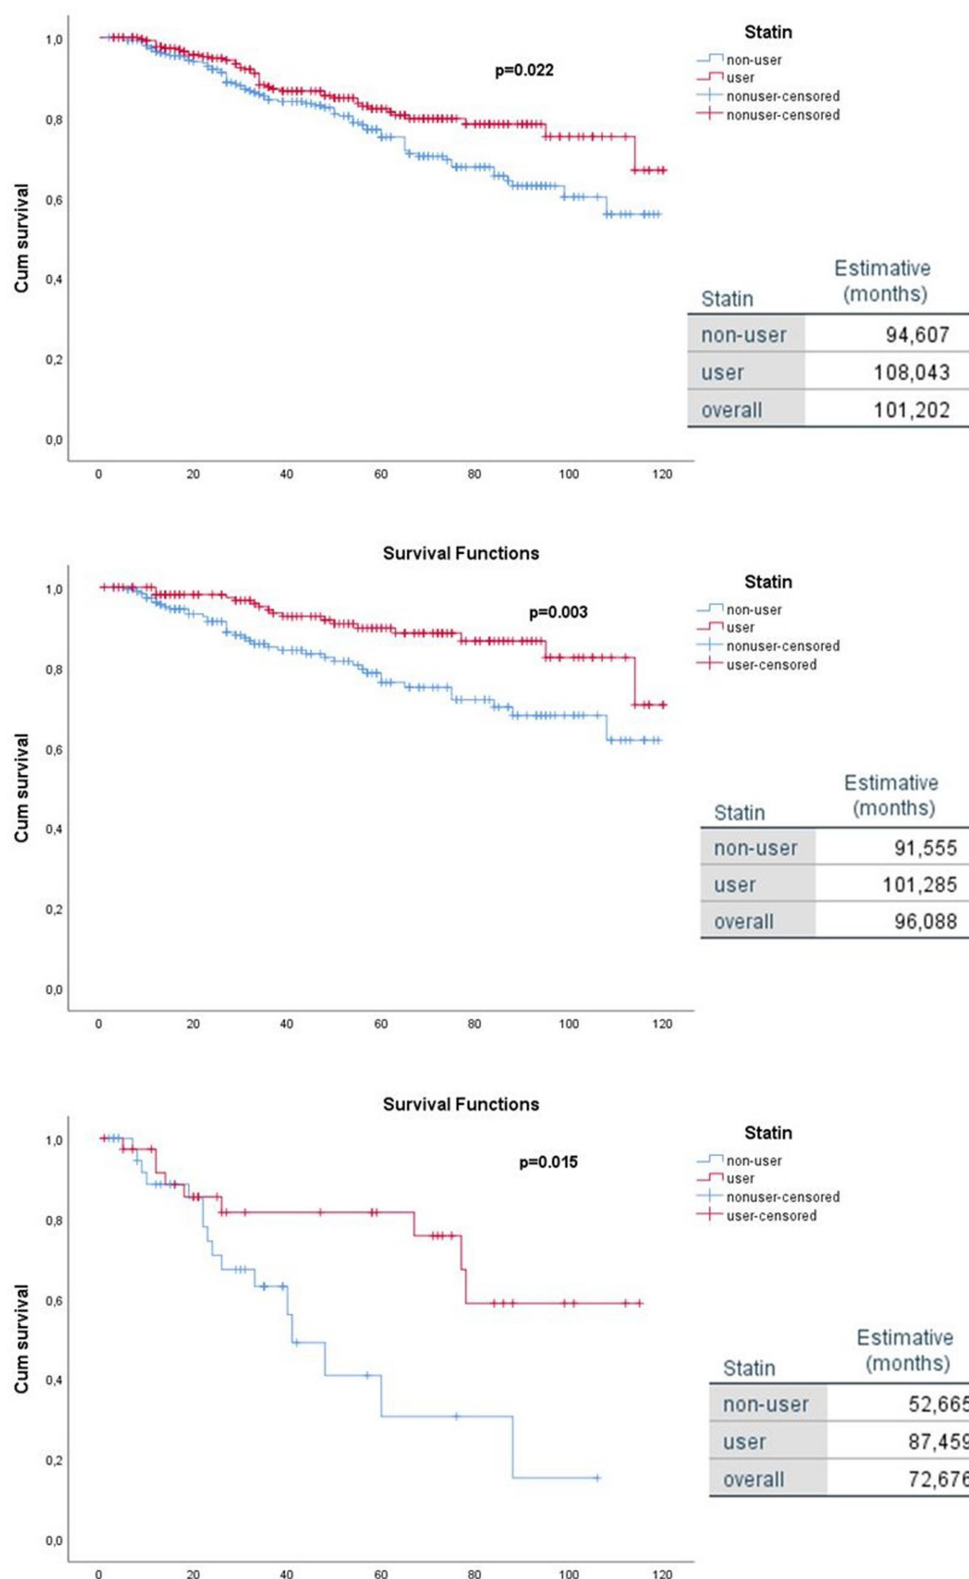 Statin
non-user
user
nonuser-censored
nonuser-censored
p=0.022
1,0
0,8
0,6
0,4
0,2
0,0
Cum survival
0 20 40 60 80 100 120
Statin Estimative (months)
non-user 94,607
user 108,043
overall 101,202
Survival Functions
Statin
non-user
user
nonuser-censored
user-censored
p=0.003
1,0
0,8
0,6
0,4
0,2
0,0
Cum survival
0 20 40 60 80 100 120
Statin Estimative (months)
non-user 91,555
user 101,285
overall 96,088
Survival Functions
Statin
non-user
user
nonuser-censored
user-censored
p=0.015
1,0
0,8
0,6
0,4
0,2
0,0
Cum survival
0 20 40 60 80 100 120
Statin Estimative (months)
non-user 52,665
user 87,459
overall 72,676